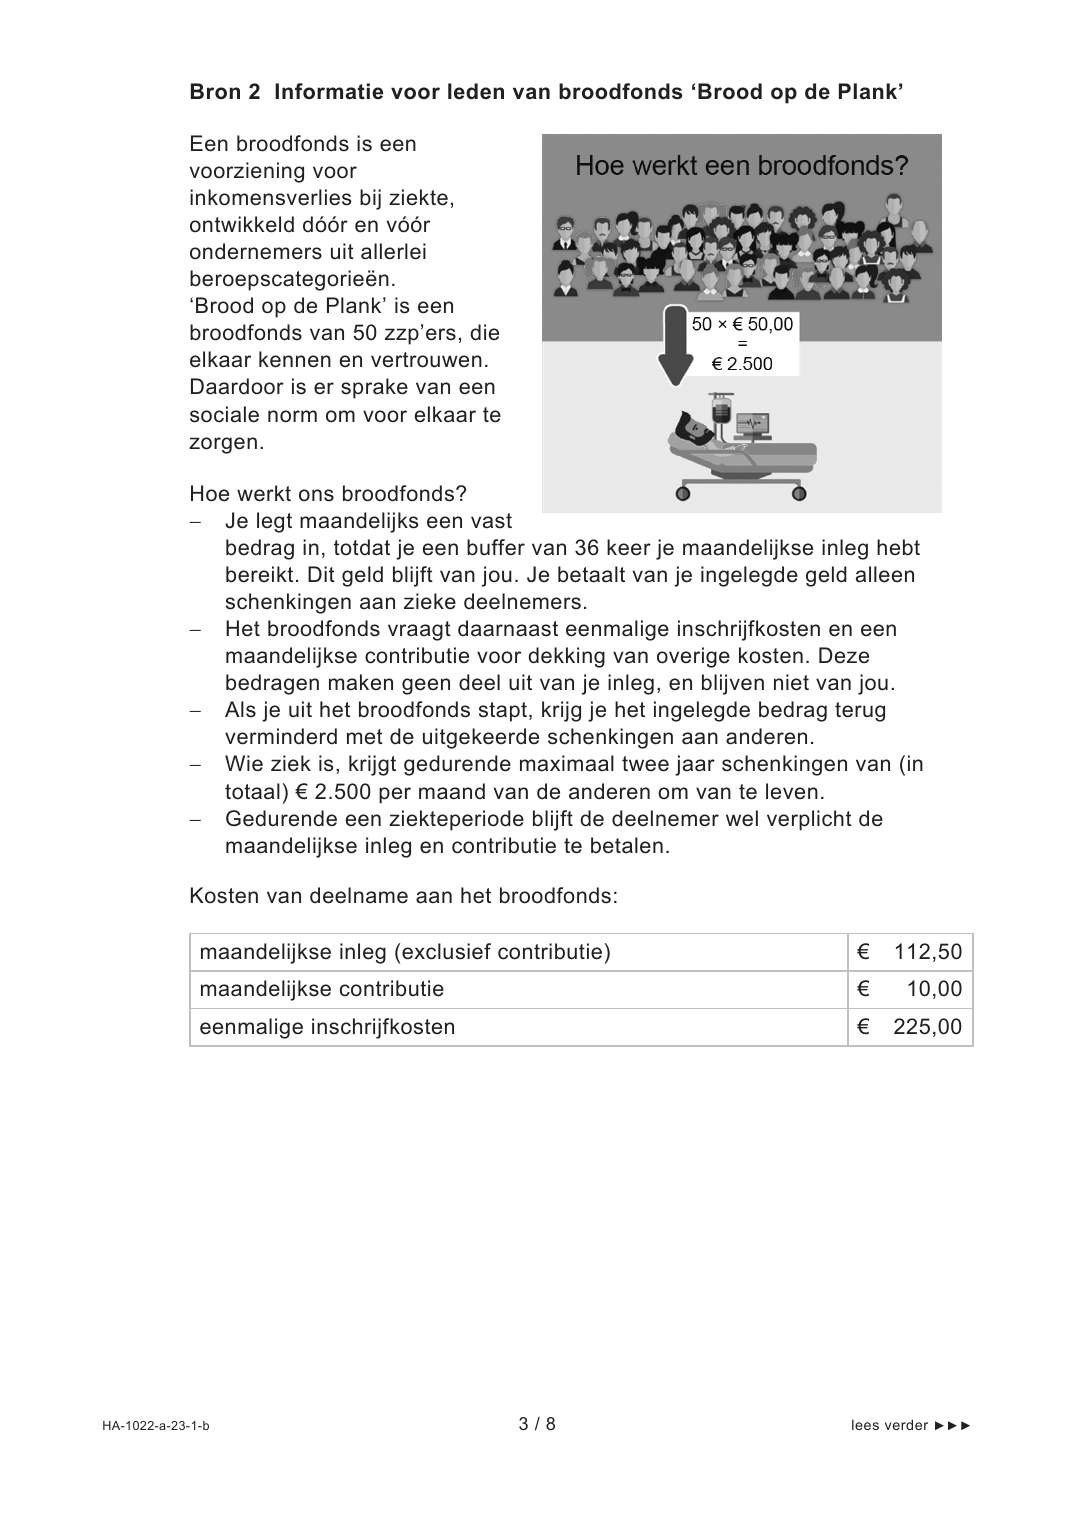 Bron 2  Informatie voor leden van broodfonds ‘Brood op de Plank’
Een broodfonds is een
voorziening voor
inkomensverlies bij ziekte,
ontwikkeld dóór en vóór
ondernemers uit allerlei
beroepscategorieën.
‘Brood op de Plank’ is een
broodfonds van 50 zzp’ers, die
elkaar kennen en vertrouwen.
Daardoor is er sprake van een
sociale norm om voor elkaar te
zorgen.
Hoe werkt een broodfonds?
50 × € 50,00
=
€ 2.500
Hoe werkt ons broodfonds?
– Je legt maandelijks een vast
bedrag in, totdat je een buffer van 36 keer je maandelijkse inleg hebt
bereikt. Dit geld blijft van jou. Je betaalt van je ingelegde geld alleen
schenkingen aan zieke deelnemers.
– Het broodfonds vraagt daarnaast eenmalige inschrijfkosten en een
maandelijkse contributie voor dekking van overige kosten. Deze
bedragen maken geen deel uit van je inleg, en blijven niet van jou.
– Als je uit het broodfonds stapt, krijg je het ingelegde bedrag terug
verminderd met de uitgekeerde schenkingen aan anderen.
– Wie ziek is, krijgt gedurende maximaal twee jaar schenkingen van (in
totaal) € 2.500 per maand van de anderen om van te leven.
– Gedurende een ziekteperiode blijft de deelnemer wel verplicht de
maandelijkse inleg en contributie te betalen.
Kosten van deelname aan het broodfonds:
maandelijkse inleg (exclusief contributie) € 112,50
maandelijkse contributie € 10,00
eenmalige inschrijfkosten € 225,00
HA-1022-a-23-1-b 3 / 8 lees verder ►►►